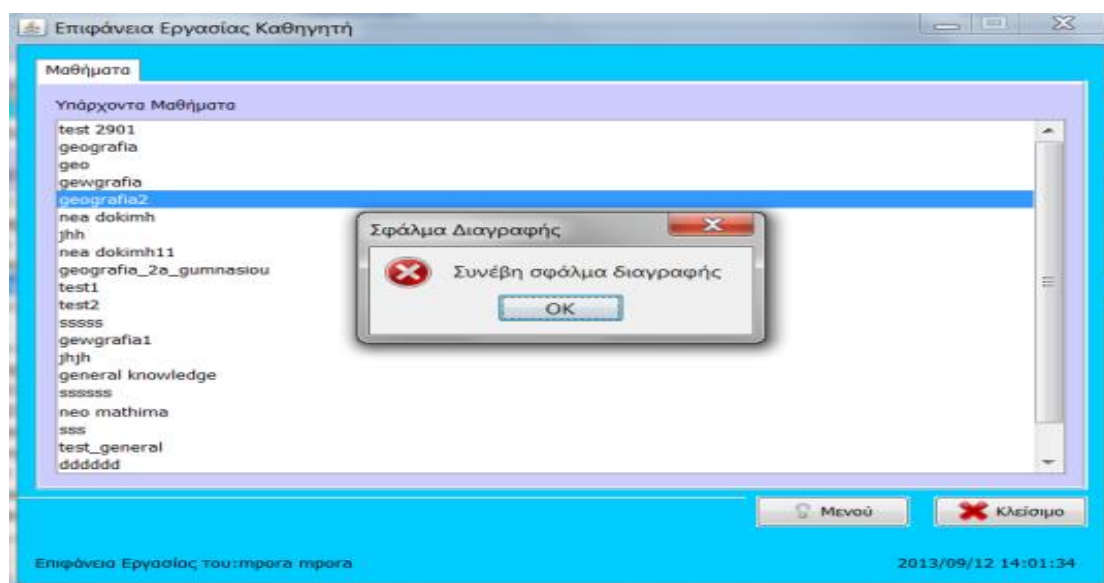 Επιφάνεια Εργασίας Καθηγητή
Μαθήματα
Υπάρχοντα Μαθήματα
test 2901
geografia
geo
gewgrafia
geografia2
nea dokimh
jhh
nea dokimh11
geografia_2a_gumnasiou
test1
test2
sssss
gewgrafia1
jhjh
general knowledge
ssssss
neo mathima
sss
test_general
dddddd
Σφάλμα Διαγραφής
Συνέβη σφάλμα διαγραφής
OK
Μενού
Κλείσιμο
Επιφάνεια Εργασίας του:mpora mpora
2013/09/12 14:01:34